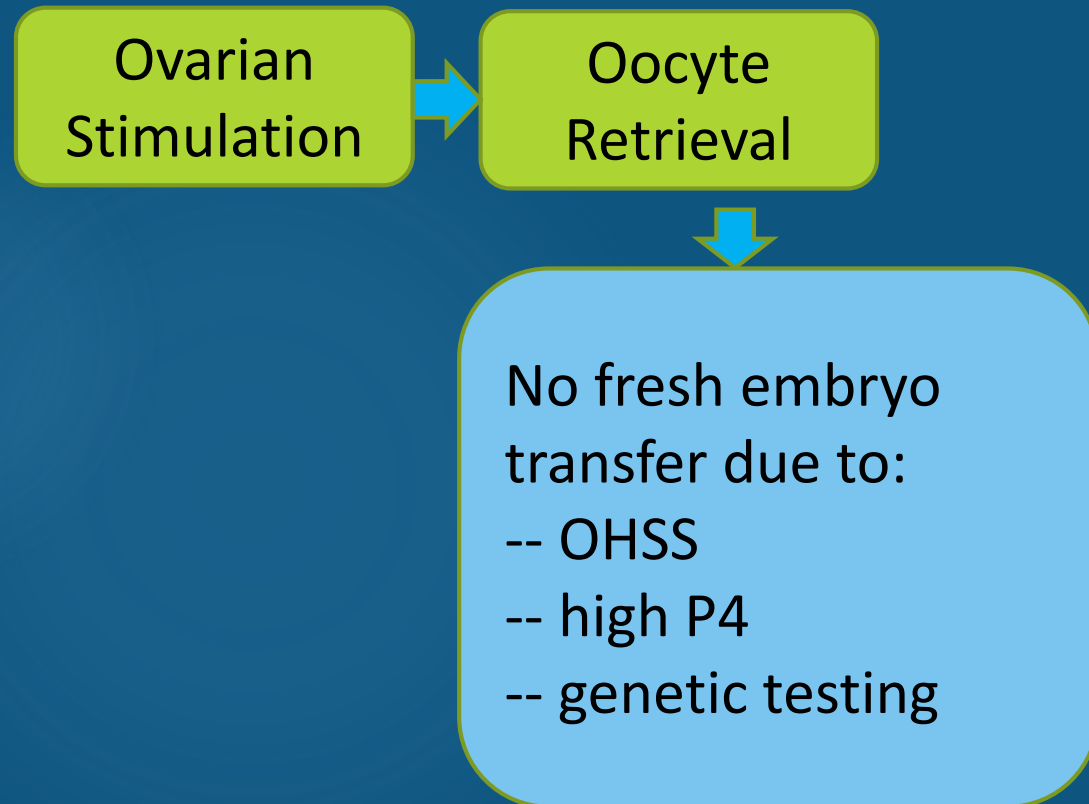 Ovarian
Stimulation
Oocyte
Retrieval
No fresh embryo
transfer due to:
-- OHSS
-- high P4
-- genetic testing